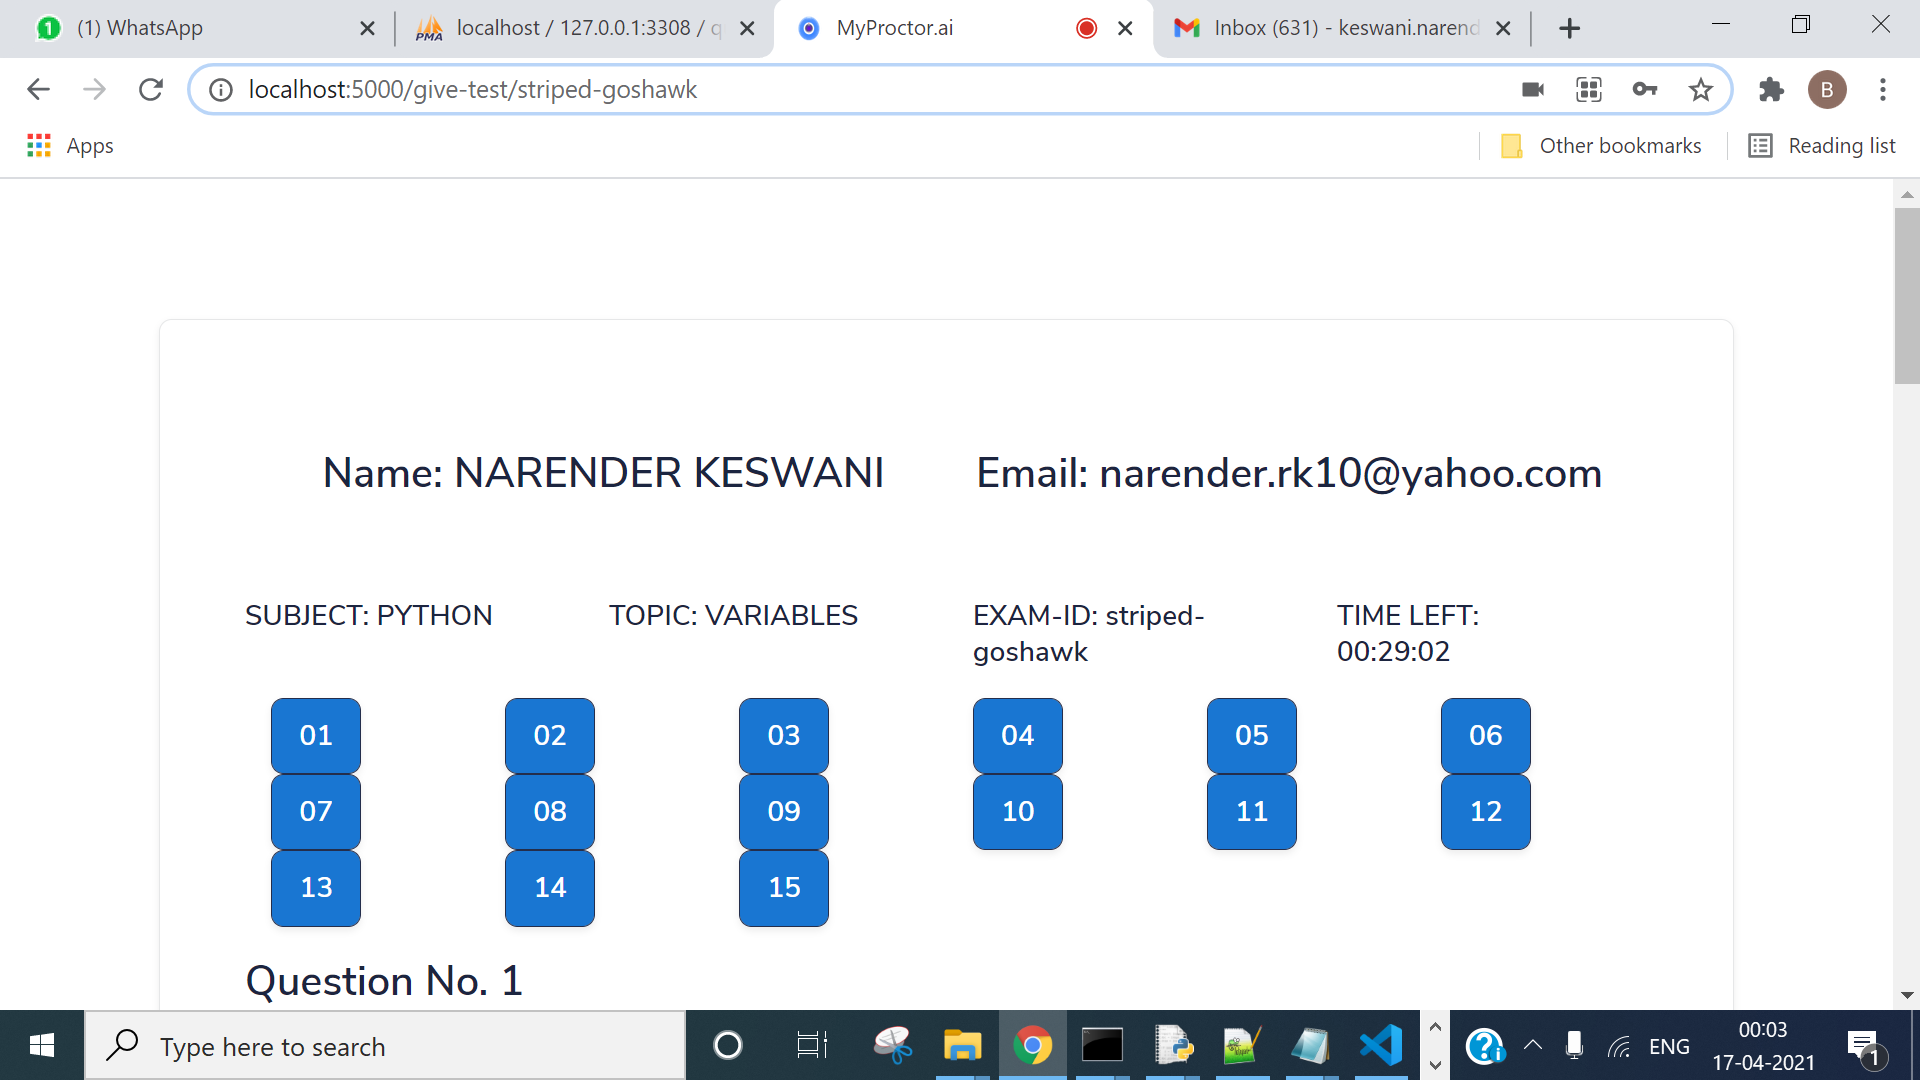 1 (1) WhatsApp
PMA localhost / 127.0.0.1:3308 / q
MyProctor.ai
Inbox (631) - keswani.narend
localhost:5000/give-test/striped-goshawk
B
Apps
Other bookmarks
Reading list
Name: NARENDER KESWANI
Email: narender.rk10@yahoo.com
SUBJECT: PYTHON
TOPIC: VARIABLES
EXAM-ID: striped-
goshawk
TIME LEFT:
00:29:02
01 02 03 04 05 06
07 08 09 10 11 12
13 14 15
Question No. 1
Type here to search
ENG
00:03
17-04-2021
1